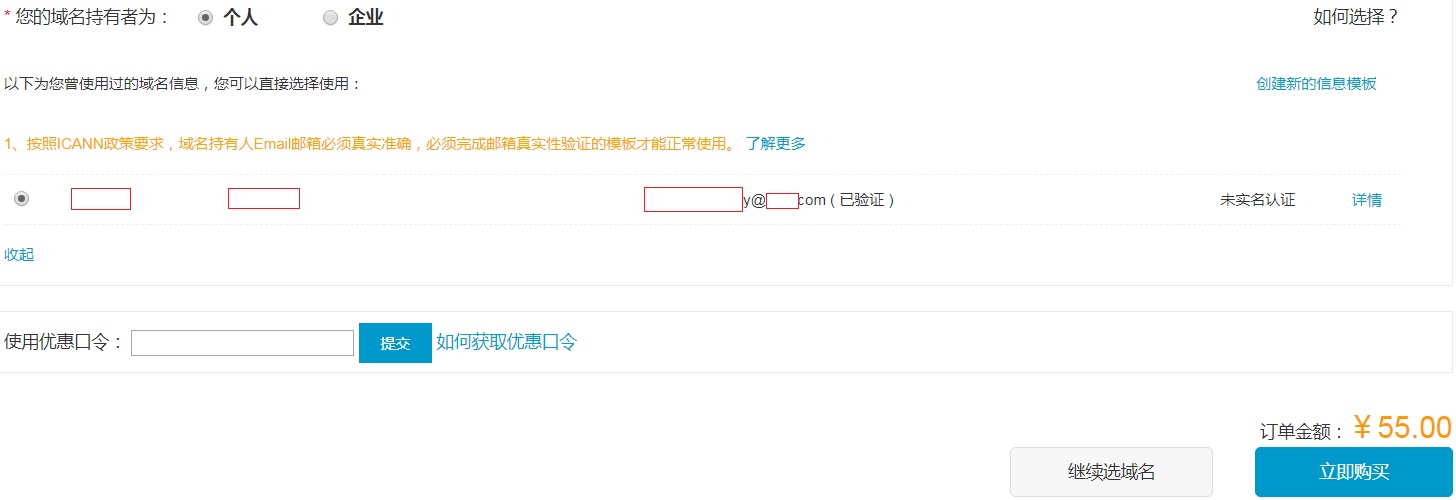 * 您的域名持有者为： 个人 企业 如何选择？
以下为您曾使用过的域名信息，您可以直接选择使用： 创建新的信息模板
1、按照ICANN政策要求，域名持有人Email邮箱必须真实准确，必须完成邮箱真实性验证的模板才能正常使用。 了解更多
y@ com（已验证） 未实名认证 详情
收起
使用优惠口令： 提交 如何获取优惠口令
订单金额： ￥55.00
继续选域名 立即购买